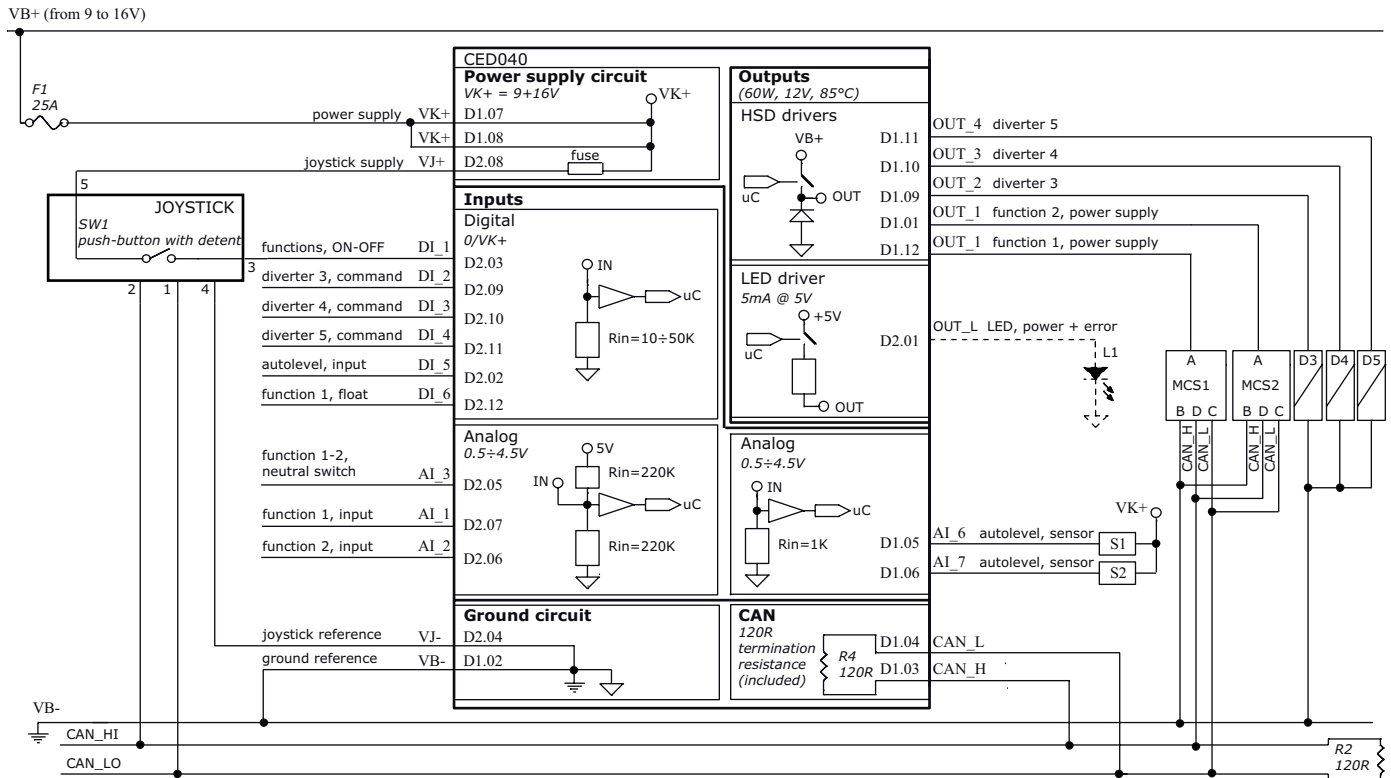 VB+ (from 9 to 16V)
F1
25A
CED040
Power supply circuit
VK+ = 9+16V
VK+
power supply VK+ D1.07
VK+ D1.08
joystick supply VJ+ D2.08
fuse
Outputs
(60W, 12V, 85°C)
HSD drivers
VB+
uC
OUT
D1.11 OUT_4 diverter 5
D1.10 OUT_3 diverter 4
D1.09 OUT_2 diverter 3
D1.01 OUT_1 function 2, power supply
D1.12 OUT_1 function 1, power supply
5
JOYSTICK
SW1
push-button with detent
3
2 1 4
Inputs
Digital
0/VK+
functions, ON-OFF DI_1 D2.03
diverter 3, command DI_2 D2.09
diverter 4, command DI_3 D2.10
diverter 5, command DI_4 D2.11
autolevel, input DI_5 D2.02
function 1, float DI_6 D2.12
IN
uC
Rin=10÷50K
LED driver
5mA @ 5V
+5V
uC
OUT
D2.01 OUT_L LED, power + error
L1
A
MCS1
B D C
CAN_H
CAN_L
A
MCS2
B D C
CAN_H
CAN_L
D3 D4 D5
Analog
0.5÷4.5V
function 1-2,
neutral switch AI_3 D2.05
function 1, input AI_1 D2.07
function 2, input AI_2 D2.06
5V
Rin=220K
IN
uC
Rin=220K
Analog
0.5÷4.5V
IN
uC
Rin=1K
VK+
D1.05 AI_6 autolevel, sensor S1
D1.06 AI_7 autolevel, sensor S2
Ground circuit
joystick reference VJ- D2.04
ground reference VB- D1.02
CAN
120R
termination
resistance
(included)
R4
120R
D1.04 CAN_L
D1.03 CAN_H
VB-
CAN_HI
CAN_LO
R2
120R